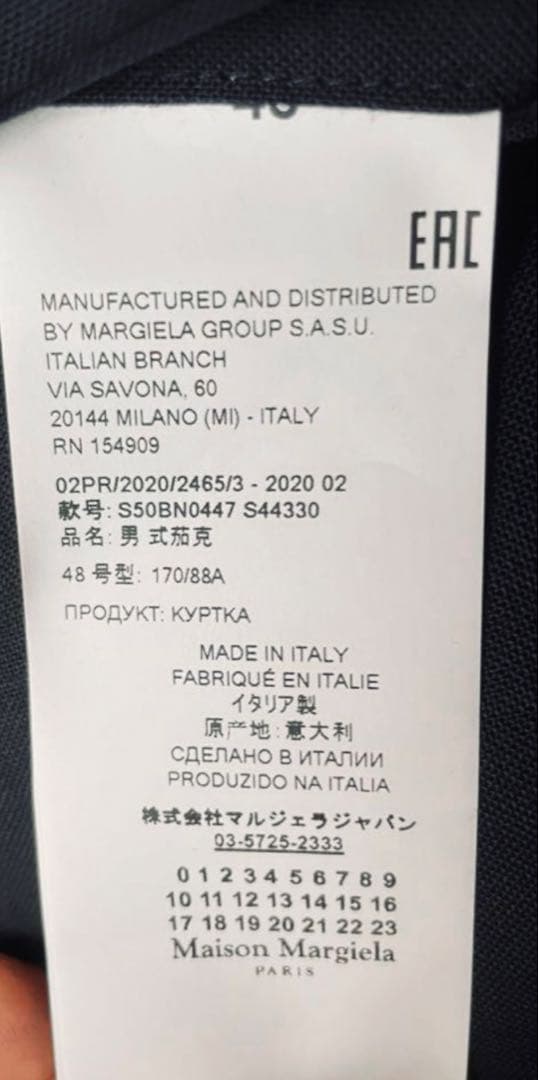 EAC
MANUFACTURED AND DISTRIBUTED
BY MARGIELA GROUP S.A.S.U.
ITALIAN BRANCH
VIA SAVONA, 60
20144 MILANO (MI) - ITALY
RN 154909
02PR/2020/2465/3 - 2020 02
款号: S50BN0447 S44330
品名: 男 式茄克
48 号型: 170/88A
ПРОДУКТ: КУРТКА
MADE IN ITALY
FABRIQUÉ EN ITALIE
イタリア製
原产地:意大利
СДЕЛАНО В ИТАЛИИ
PRODUZIDO NA ITALIA
株式会社マルジェラジャパン
03-5725-2333
0 1 2 3 4 5 6 7 8 9
10 11 12 13 14 15 16
17 18 19 20 21 22 23
Maison Margiela
PARIS